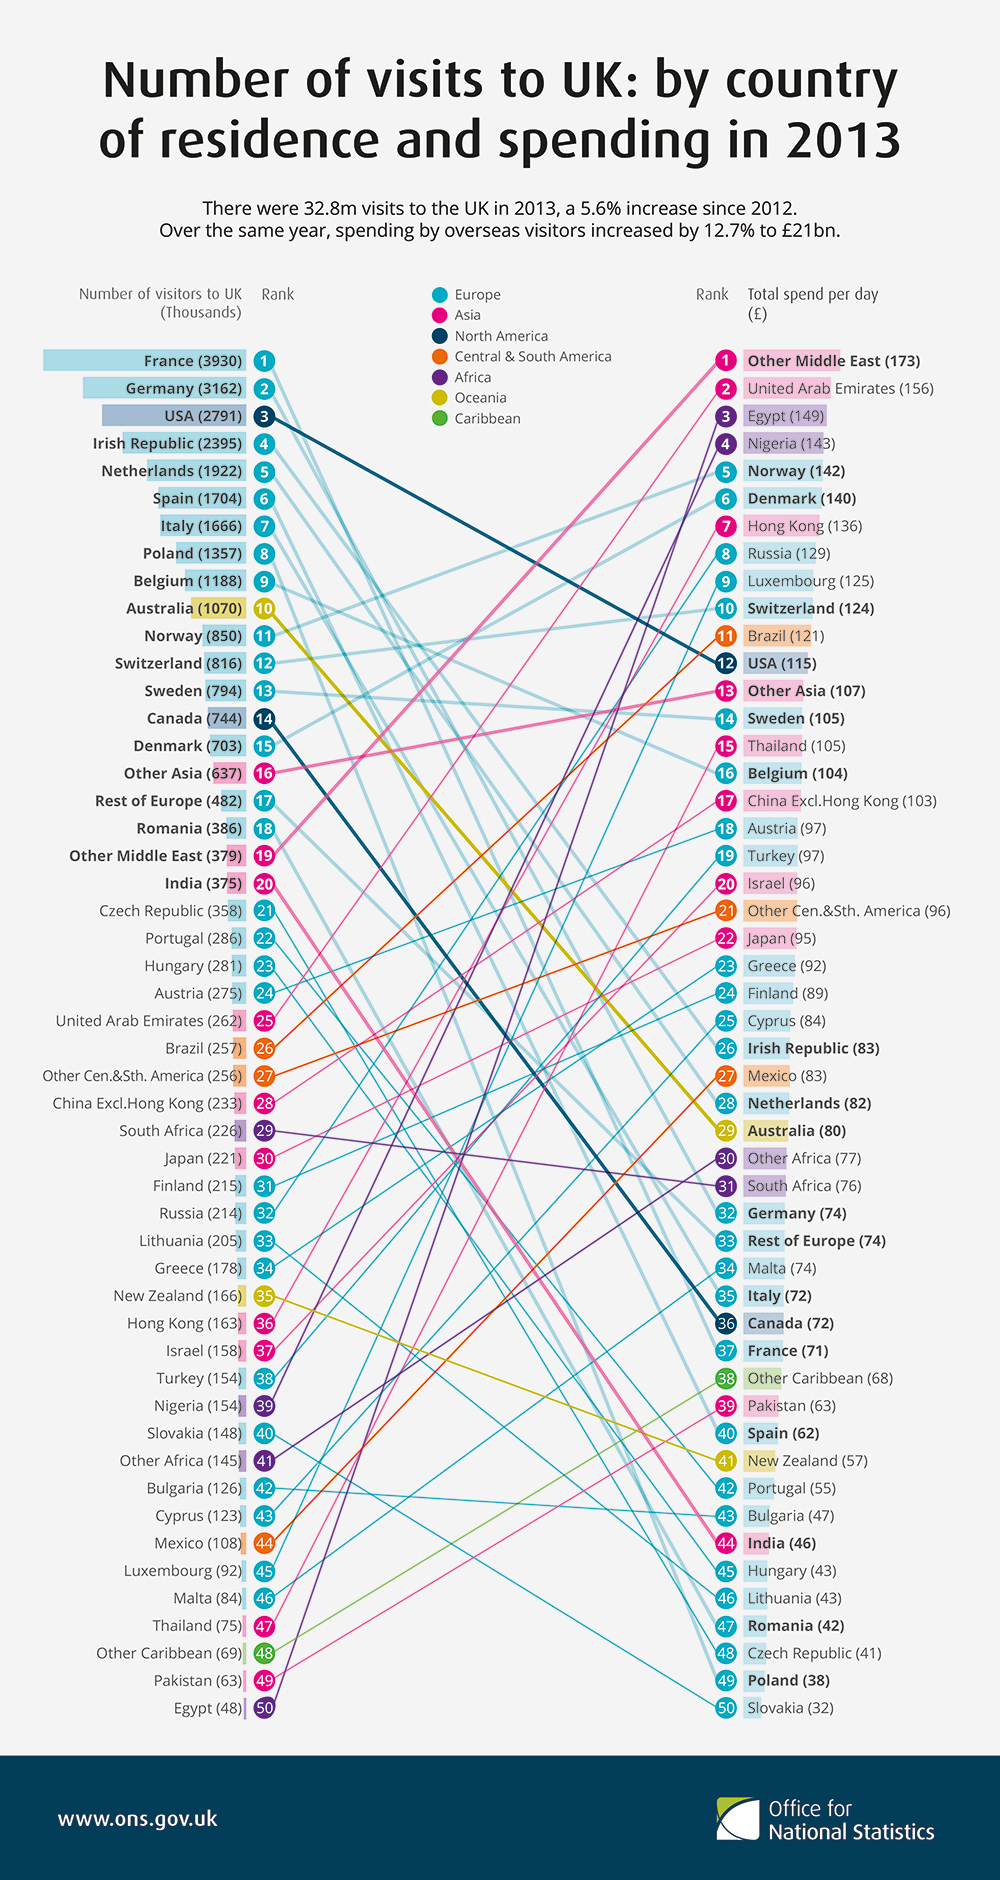 Number of visits to UK: by country
of residence and spending in 2013
There were 32.8m visits to the UK in 2013, a 5.6% increase since 2012.
Over the same year, spending by overseas visitors increased by 12.7% to £21bn.
Number of visitors to UK
(Thousands)
Rank
Europe
Asia
North America
Central & South America
Africa
Oceania
Caribbean
Rank
Total spend per day
(£)
France (3930) 1
Germany (3162) 2
USA (2791) 3
Irish Republic (2395) 4
Netherlands (1922) 5
Spain (1704) 6
Italy (1666) 7
Poland (1357) 8
Belgium (1188) 9
Australia (1070) 10
Norway (850) 11
Switzerland (816) 12
Sweden (794) 13
Canada (744) 14
Denmark (703) 15
Other Asia (637) 16
Rest of Europe (482) 17
Romania (386) 18
Other Middle East (379) 19
India (375) 20
Czech Republic (358) 21
Portugal (286) 22
Hungary (281) 23
Austria (275) 24
United Arab Emirates (262) 25
Brazil (257) 26
Other Cen.&Sth. America (256) 27
China Excl.Hong Kong (233) 28
South Africa (226) 29
Japan (221) 30
Finland (215) 31
Russia (214) 32
Lithuania (205) 33
Greece (178) 34
New Zealand (166) 35
Hong Kong (163) 36
Israel (158) 37
Turkey (154) 38
Nigeria (154) 39
Slovakia (148) 40
Other Africa (145) 41
Bulgaria (126) 42
Cyprus (123) 43
Mexico (108) 44
Luxembourg (92) 45
Malta (84) 46
Thailand (75) 47
Other Caribbean (69) 48
Pakistan (63) 49
Egypt (48) 50
1 Other Middle East (173)
2 United Arab Emirates (156)
3 Egypt (149)
4 Nigeria (143)
5 Norway (142)
6 Denmark (140)
7 Hong Kong (136)
8 Russia (129)
9 Luxembourg (125)
10 Switzerland (124)
11 Brazil (121)
12 USA (115)
13 Other Asia (107)
14 Sweden (105)
15 Thailand (105)
16 Belgium (104)
17 China Excl.Hong Kong (103)
18 Austria (97)
19 Turkey (97)
20 Israel (96)
21 Other Cen.&Sth. America (96)
22 Japan (95)
23 Greece (92)
24 Finland (89)
25 Cyprus (84)
26 Irish Republic (83)
27 Mexico (83)
28 Netherlands (82)
29 Australia (80)
30 Other Africa (77)
31 South Africa (76)
32 Germany (74)
33 Rest of Europe (74)
34 Malta (74)
35 Italy (72)
36 Canada (72)
37 France (71)
38 Other Caribbean (68)
39 Pakistan (63)
40 Spain (62)
41 New Zealand (57)
42 Portugal (55)
43 Bulgaria (47)
44 India (46)
45 Hungary (43)
46 Lithuania (43)
47 Romania (42)
48 Czech Republic (41)
49 Poland (38)
50 Slovakia (32)
www.ons.gov.uk
Office for
National Statistics